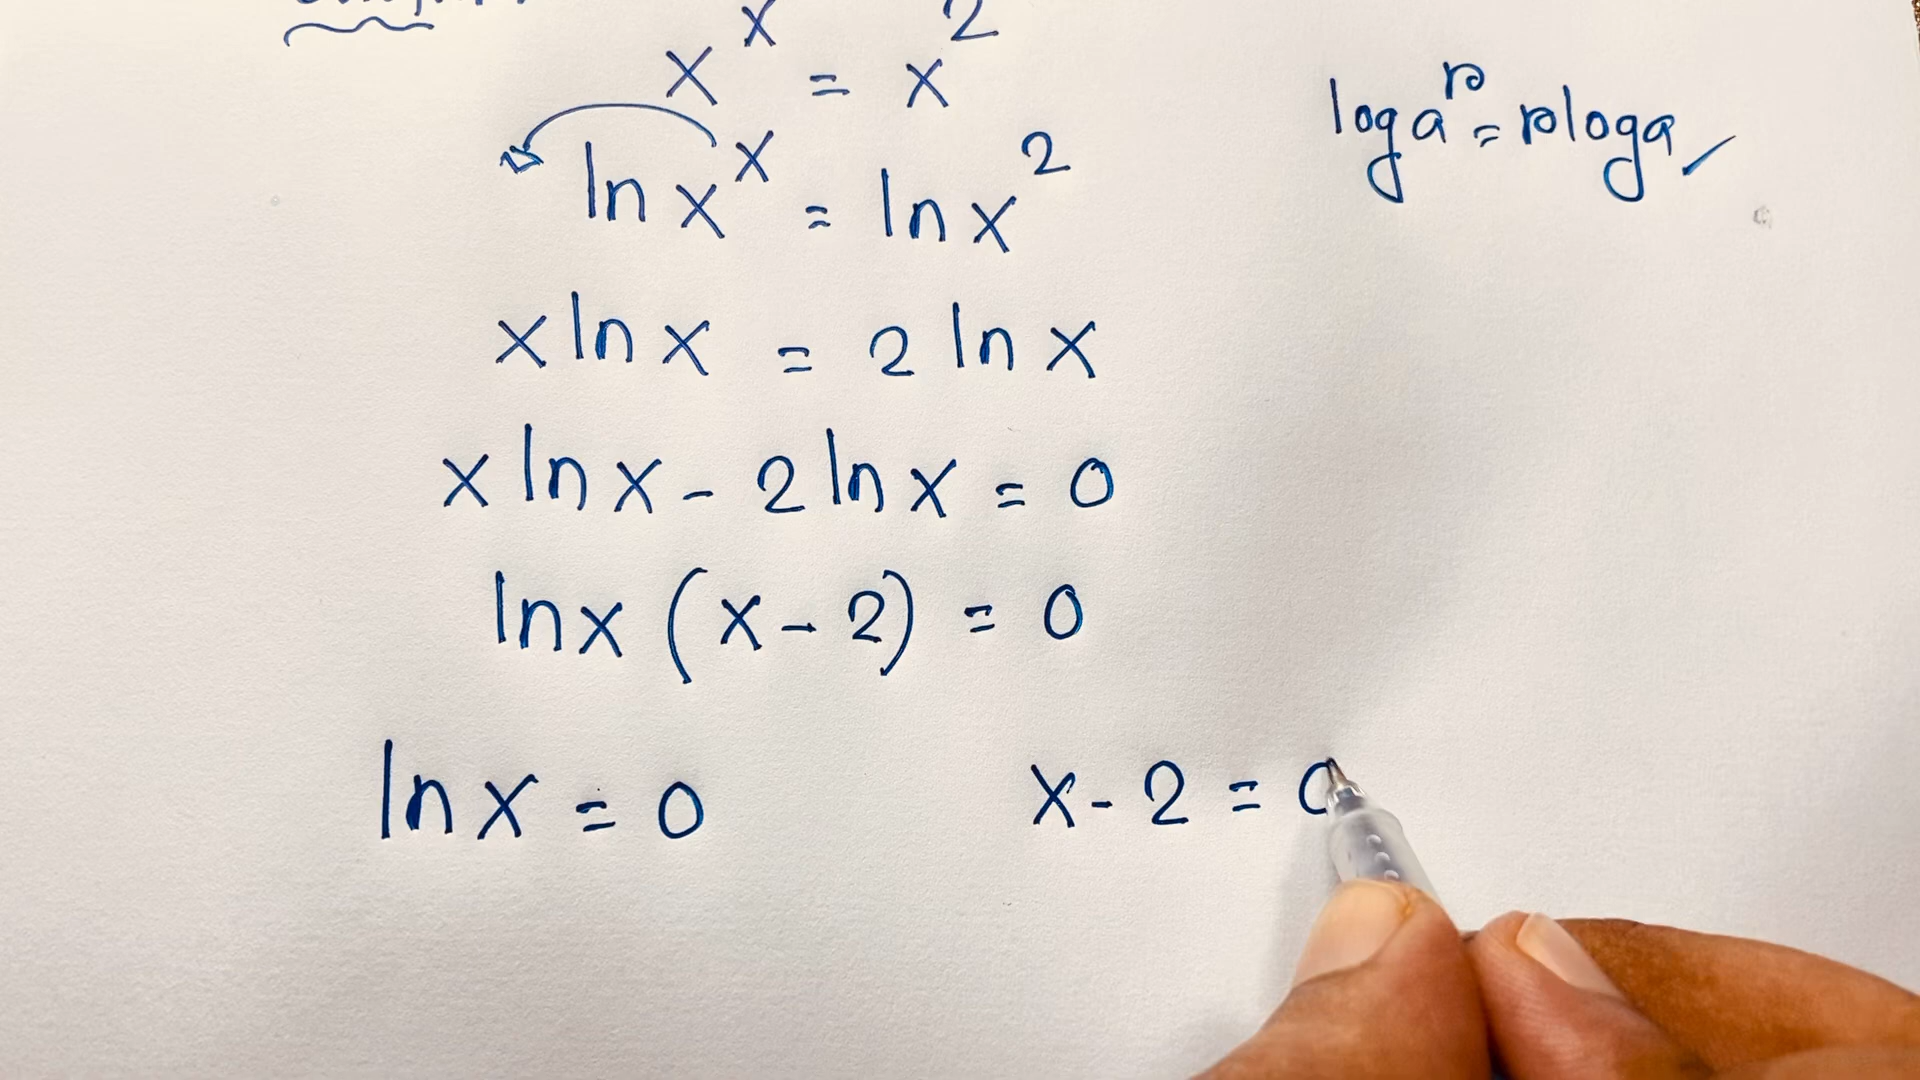 x^x = x^2
log a^p = p log a
ln x^x = ln x^2
x ln x = 2 ln x
x ln x - 2 ln x = 0
ln x (x - 2) = 0
ln x = 0
x - 2 = 0